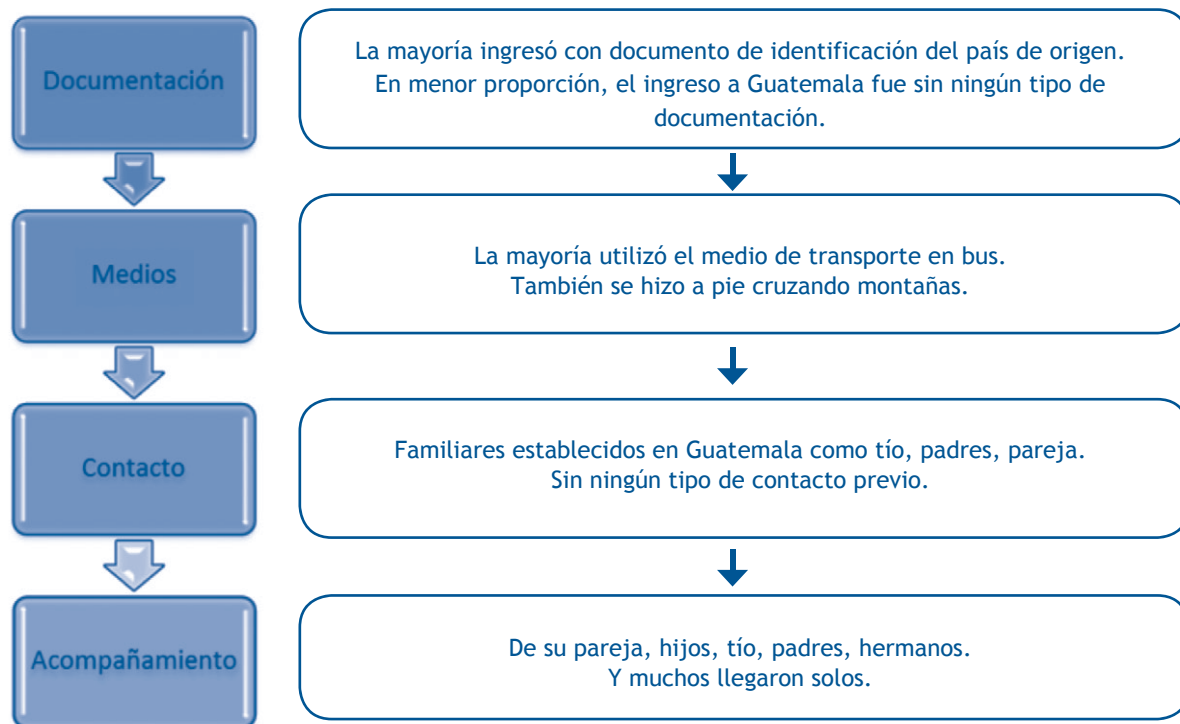 Documentación
La mayoría ingresó con documento de identificación del país de origen.
En menor proporción, el ingreso a Guatemala fue sin ningún tipo de
documentación.
Medios
La mayoría utilizó el medio de transporte en bus.
También se hizo a pie cruzando montañas.
Contacto
Familiares establecidos en Guatemala como tío, padres, pareja.
Sin ningún tipo de contacto previo.
Acompañamiento
De su pareja, hijos, tío, padres, hermanos.
Y muchos llegaron solos.